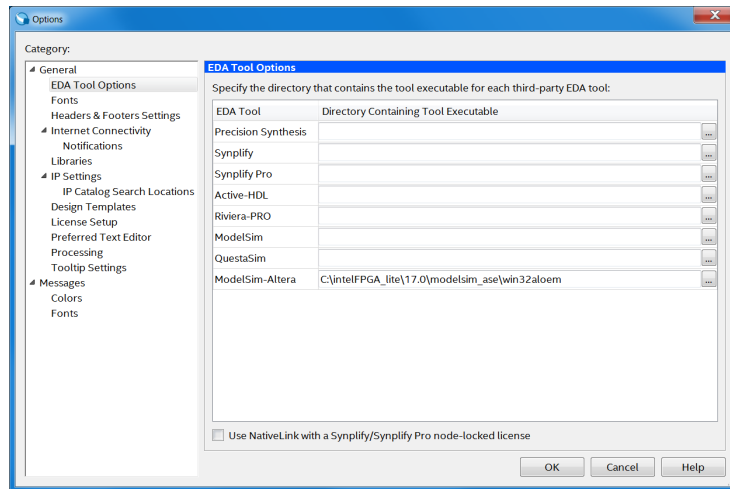 Options
Category:
General
EDA Tool Options
Fonts
Headers & Footers Settings
Internet Connectivity
Notifications
Libraries
IP Settings
IP Catalog Search Locations
Design Templates
License Setup
Preferred Text Editor
Processing
Tooltip Settings
Messages
Colors
Fonts
EDA Tool Options
Specify the directory that contains the tool executable for each third-party EDA tool:
EDA Tool Directory Containing Tool Executable
Precision Synthesis ...
Synplify ...
Synplify Pro ...
Active-HDL ...
Riviera-PRO ...
ModelSim ...
QuestaSim ...
ModelSim-Altera C:\intelFPGA_lite\17.0\modelsim_ase\win32aloem ...
Use NativeLink with a Synplify/Synplify Pro node-locked license
OK Cancel Help